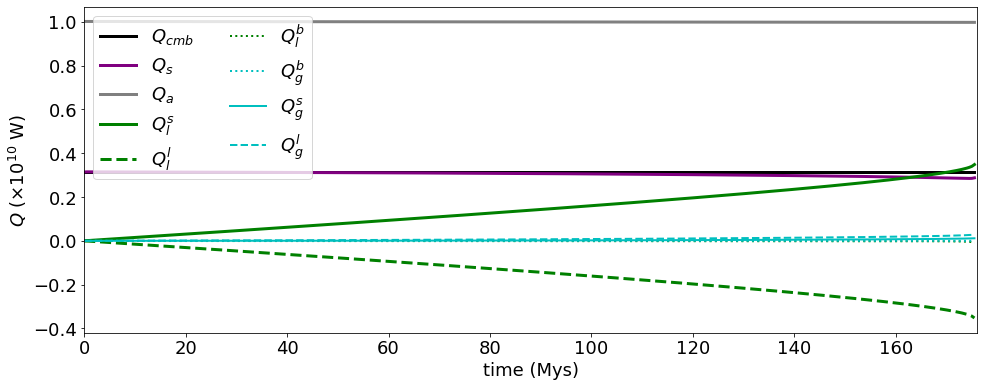 1.0
0.8
0.6
0.4
0.2
0.0
−0.2
−0.4
Q (×10^10 W)
Q_cmb
Q_s
Q_a
Q_l^s
Q_l^l
Q_l^b
Q_g^b
Q_g^s
Q_g^l
0 20 40 60 80 100 120 140 160
time (Mys)